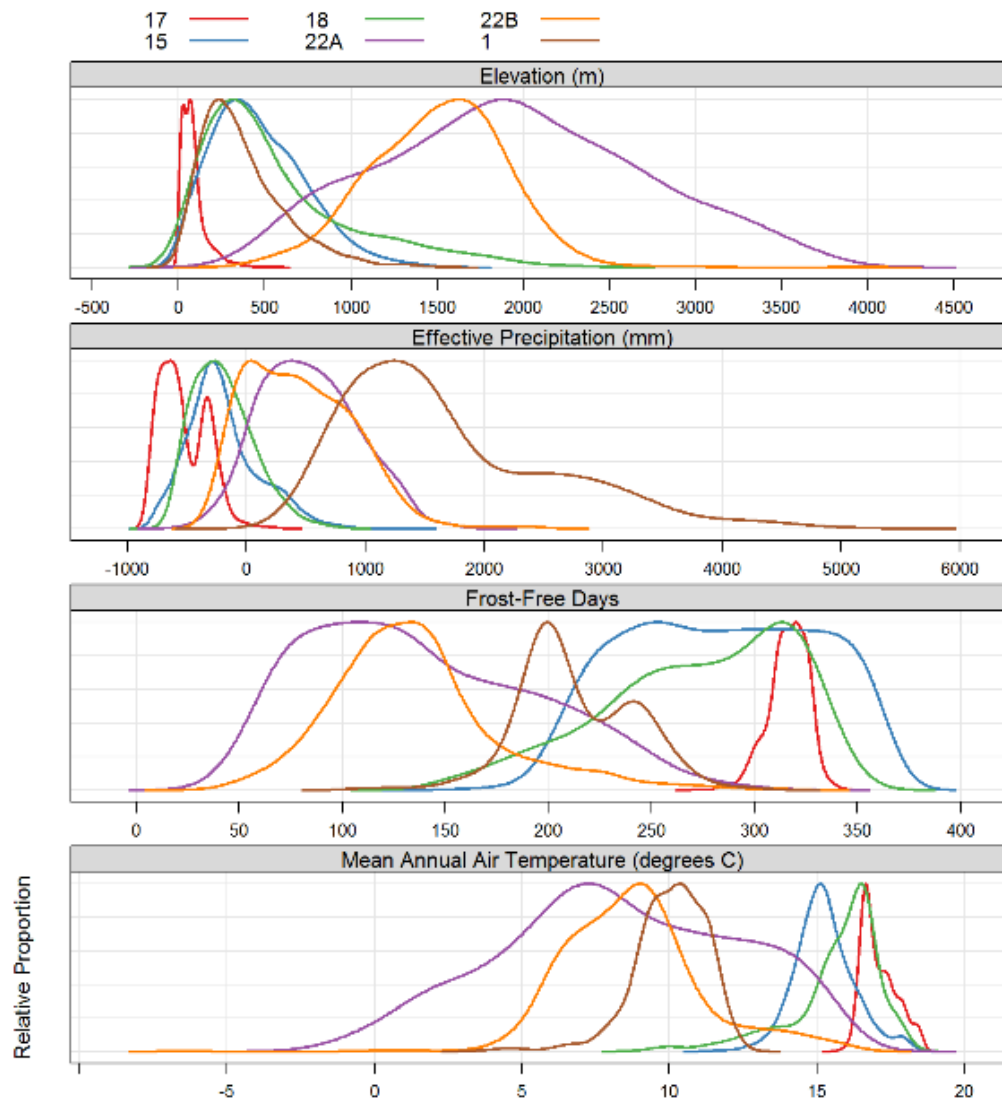 17 18 22B
15 22A 1
Elevation (m)
-500 0 500 1000 1500 2000 2500 3000 3500 4000 4500
Effective Precipitation (mm)
-1000 0 1000 2000 3000 4000 5000 6000
Frost-Free Days
0 50 100 150 200 250 300 350 400
Mean Annual Air Temperature (degrees C)
-5 0 5 10 15 20
Relative Proportion